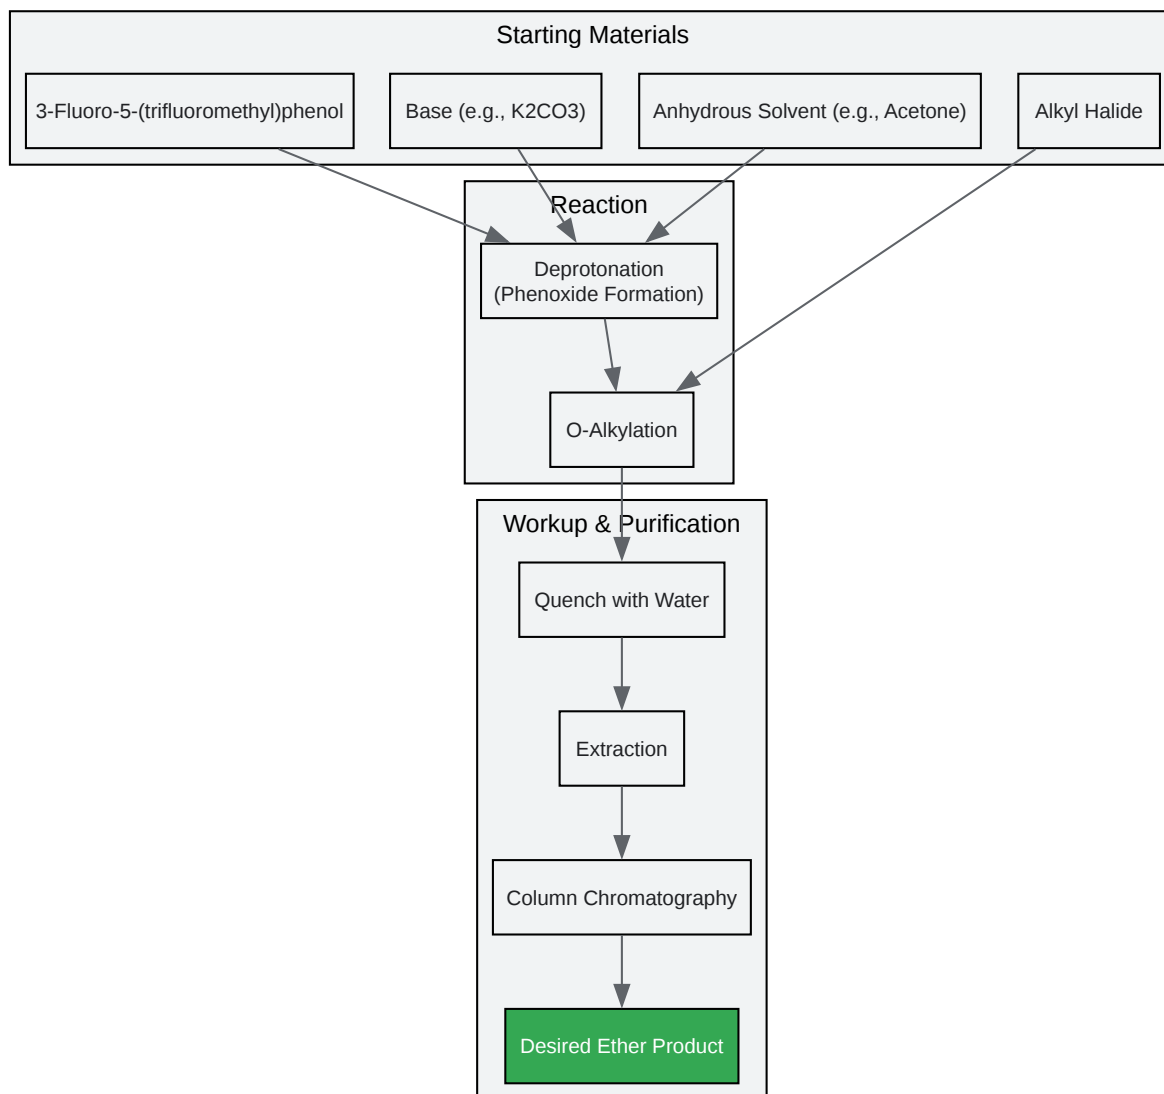 Starting Materials
3-Fluoro-5-(trifluoromethyl)phenol
Base (e.g., K2CO3)
Anhydrous Solvent (e.g., Acetone)
Alkyl Halide
Reaction
Deprotonation
(Phenoxide Formation)
O-Alkylation
Workup & Purification
Quench with Water
Extraction
Column Chromatography
Desired Ether Product